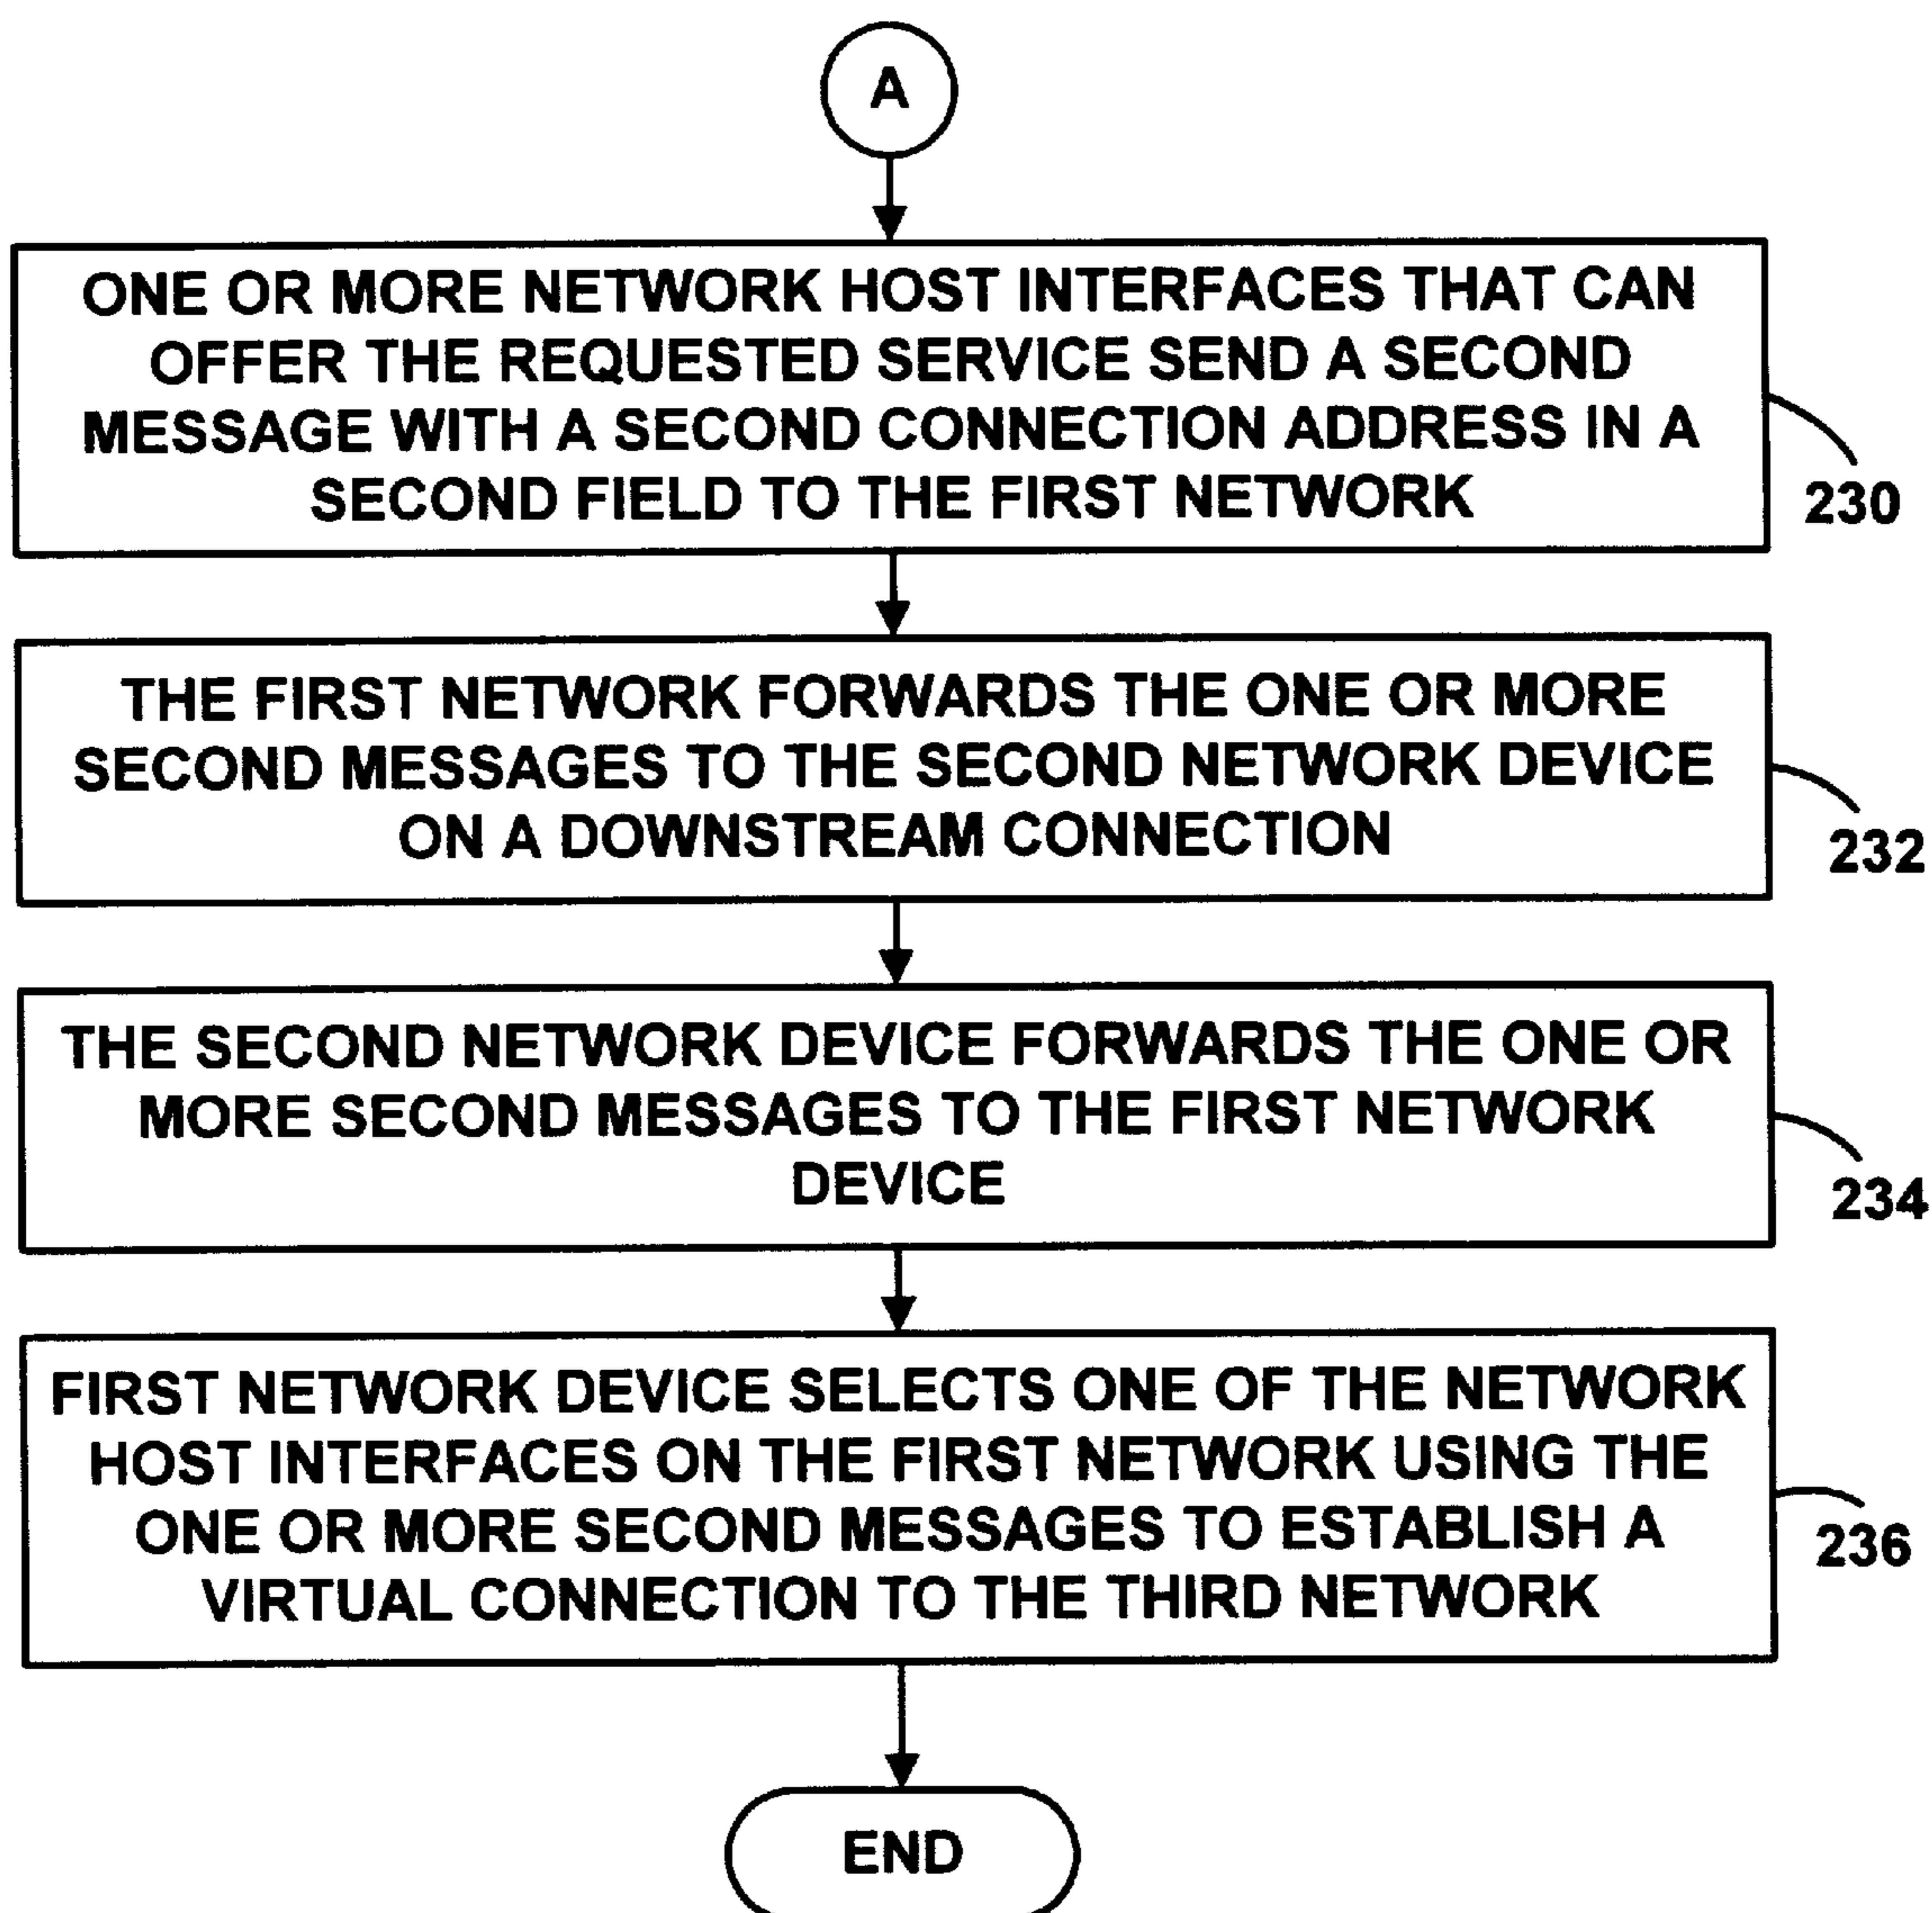 A
ONE OR MORE NETWORK HOST INTERFACES THAT CAN
OFFER THE REQUESTED SERVICE SEND A SECOND
MESSAGE WITH A SECOND CONNECTION ADDRESS IN A
SECOND FIELD TO THE FIRST NETWORK
230
THE FIRST NETWORK FORWARDS THE ONE OR MORE
SECOND MESSAGES TO THE SECOND NETWORK DEVICE
ON A DOWNSTREAM CONNECTION
232
THE SECOND NETWORK DEVICE FORWARDS THE ONE OR
MORE SECOND MESSAGES TO THE FIRST NETWORK
DEVICE
234
FIRST NETWORK DEVICE SELECTS ONE OF THE NETWORK
HOST INTERFACES ON THE FIRST NETWORK USING THE
ONE OR MORE SECOND MESSAGES TO ESTABLISH A
VIRTUAL CONNECTION TO THE THIRD NETWORK
236
END